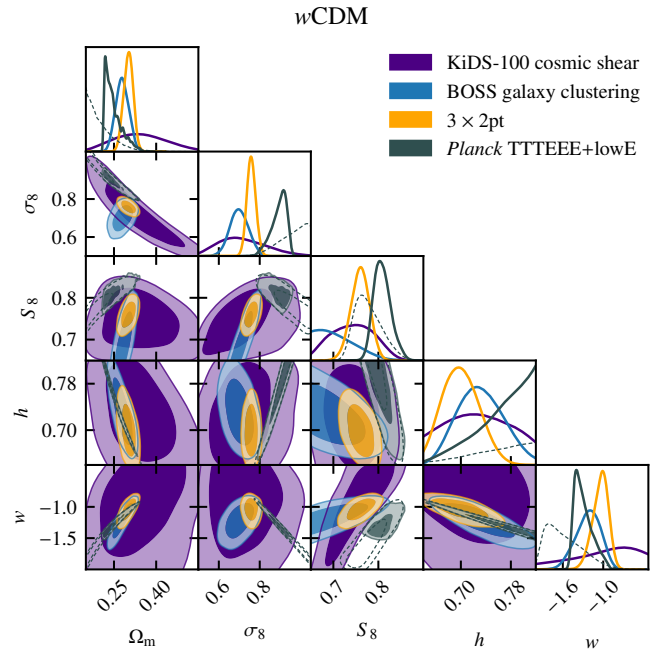 wCDM
KiDS-100 cosmic shear
BOSS galaxy clustering
3 × 2pt
Planck TTTEEE+lowE
σ8
0.8
0.6
S8
0.8
0.7
h
0.78
0.70
w
−1.0
−1.5
0.25 0.40 0.6 0.8 0.7 0.8 0.70 0.78 −1.6 −1.0
Ωm σ8 S8 h w